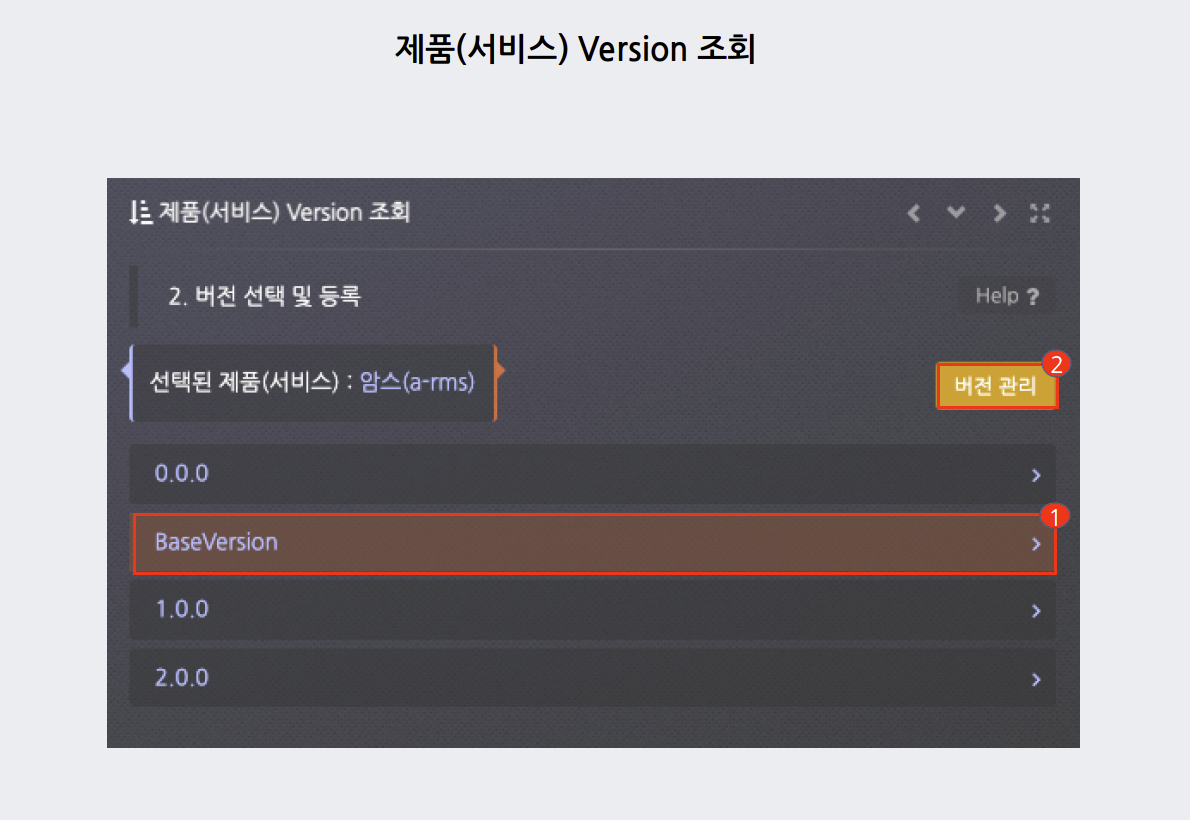 제품(서비스) Version 조회
제품(서비스) Version 조회
2. 버전 선택 및 등록
Help ?
선택된 제품(서비스) : 암스(a-rms)
버전 관리
2
0.0.0
1
BaseVersion
1.0.0
2.0.0